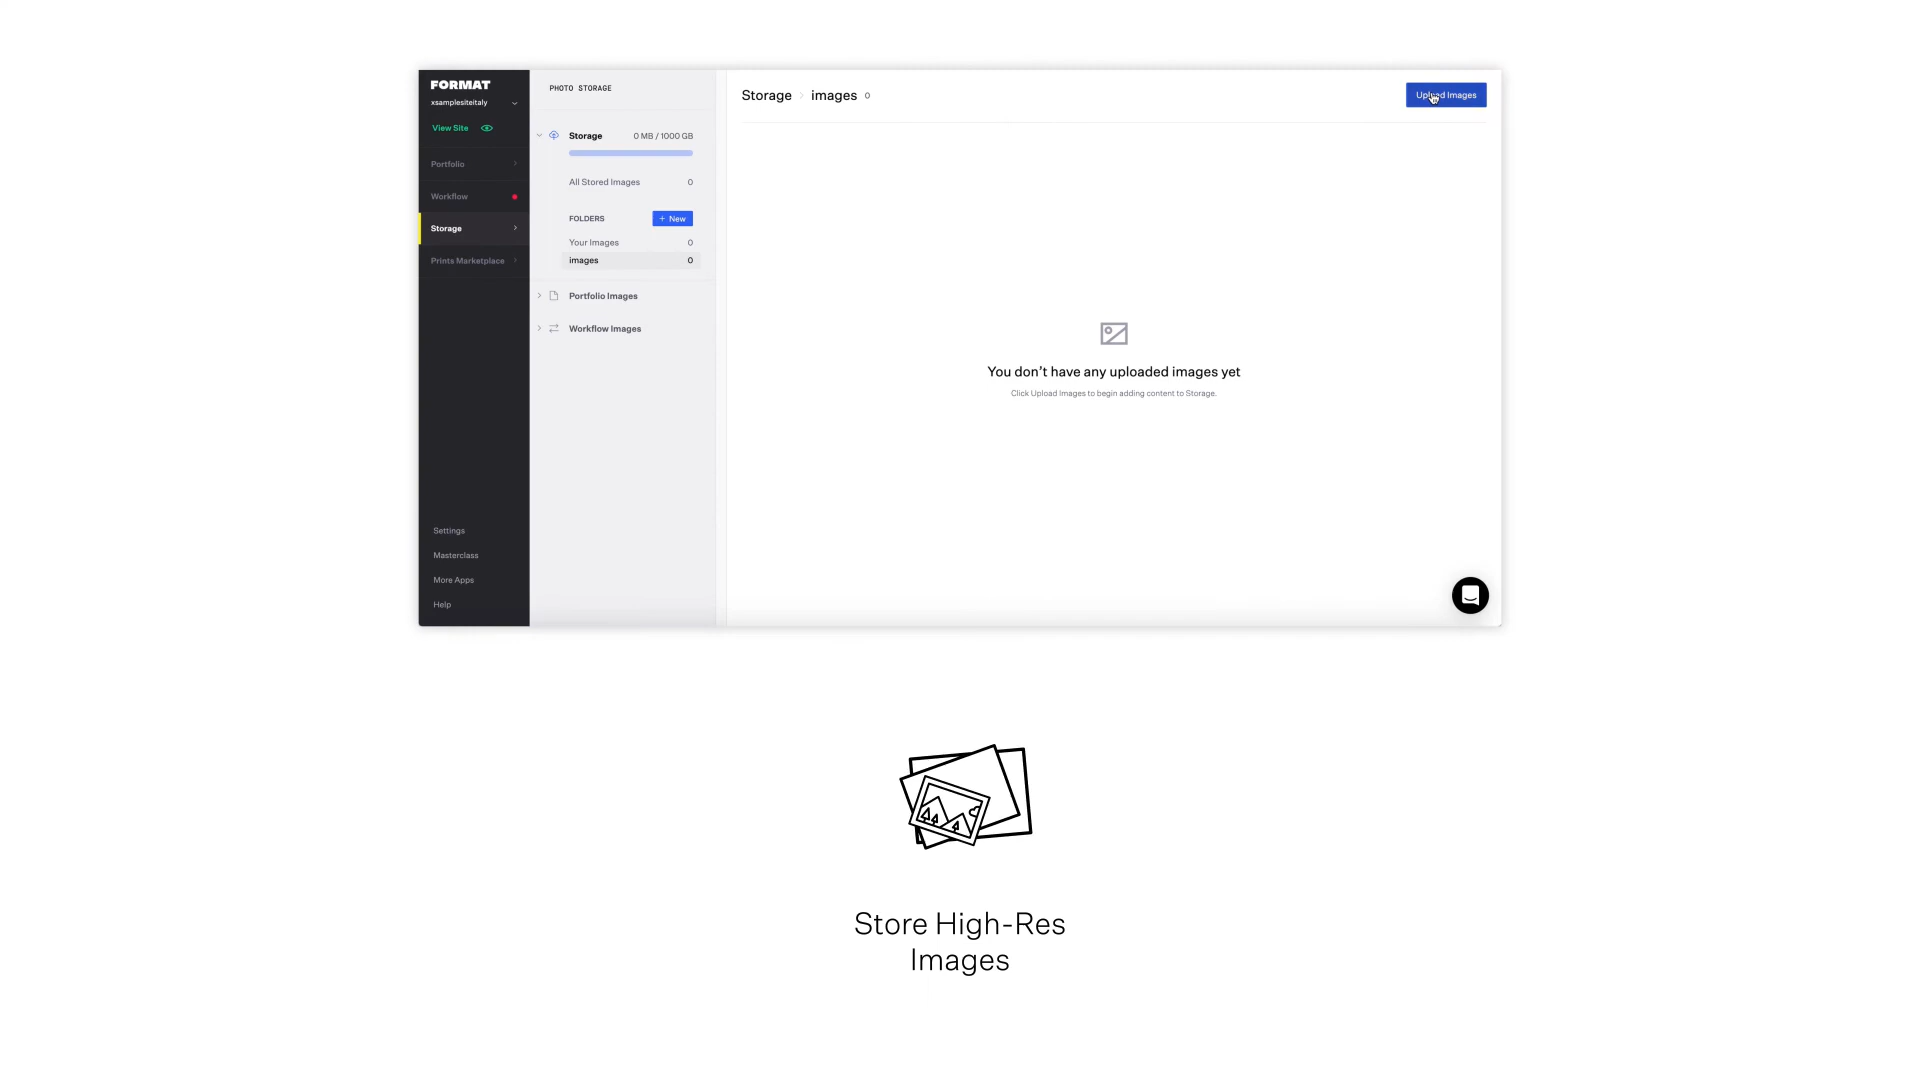 FORMAT
xsamplesiteitaly
View Site
Portfolio
Workflow
Storage
Prints Marketplace
Settings
Masterclass
More Apps
Help
PHOTO STORAGE
Storage 0 MB / 1000 GB
All Stored Images 0
FOLDERS + New
Your Images 0
images 0
Portfolio Images
Workflow Images
Storage images 0
Upload Images
You don't have any uploaded images yet
Click Upload Images to begin adding content to Storage.
Store High-Res
Images